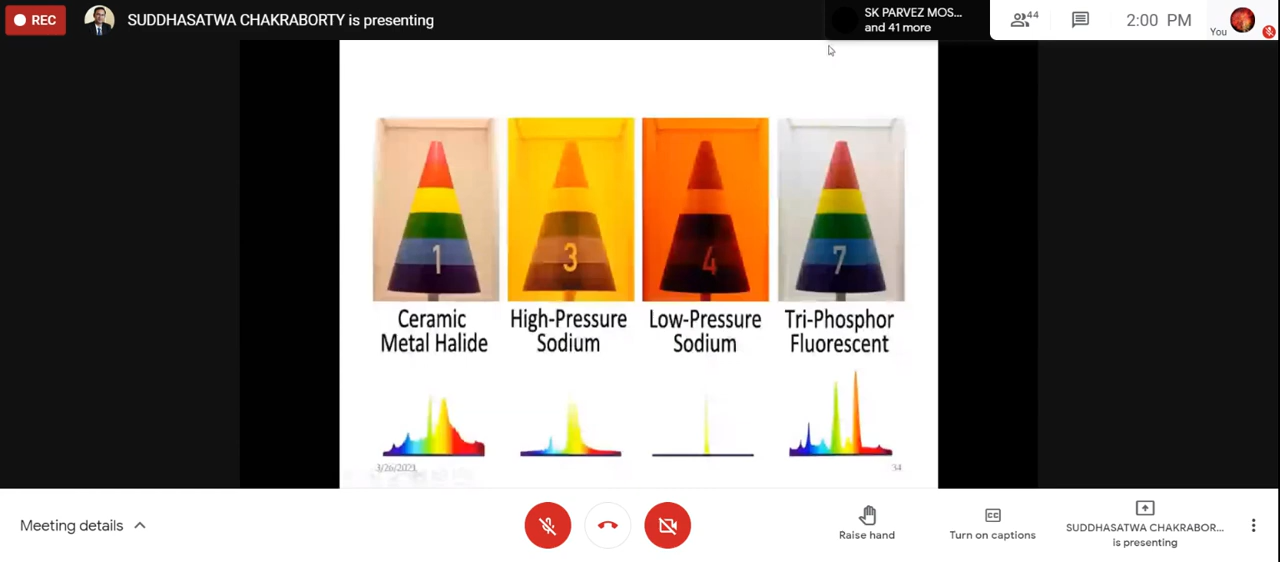 REC
SUDDHASATWA CHAKRABORTY is presenting
SK PARVEZ MOS...
and 41 more
44
2:00 PM
You
1
3
4
7
Ceramic
Metal Halide
High-Pressure
Sodium
Low-Pressure
Sodium
Tri-Phosphor
Fluorescent
3/26/2021
34
Meeting details
Raise hand
CC
Turn on captions
SUDDHASATWA CHAKRABOR...
is presenting